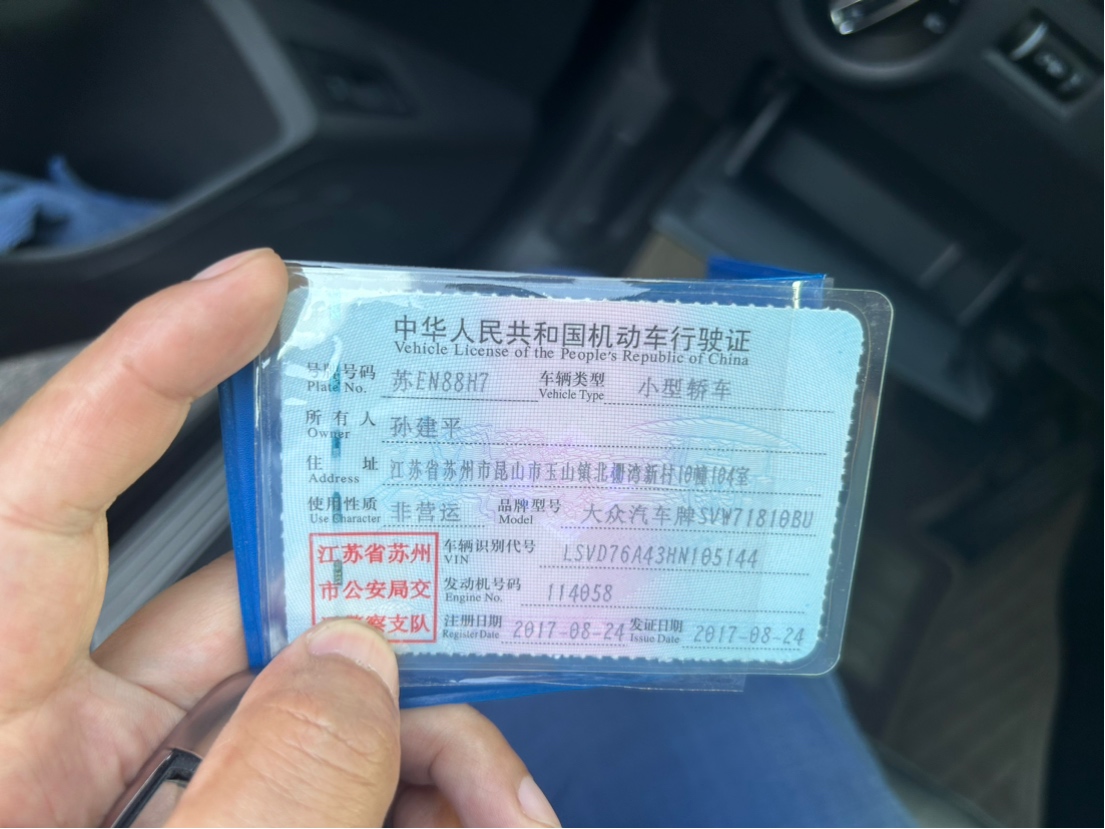 中华人民共和国机动车行驶证
Vehicle License of the People's Republic of China
号牌号码 苏EN88H7 车辆类型 小型轿车
Plate No. Vehicle Type
所有人 孙建平
Owner
住址 江苏省苏州市昆山市玉山镇北栅湾新村10幢104室
Address
使用性质 非营运 品牌型号 大众汽车牌SVW71810BU
Use Character Model
江苏省苏州 车辆识别代号 LSVD76A43HN105144
VIN
市公安局交 发动机号码 114058
Engine No.
警察支队 注册日期 2017-08-24 发证日期 2017-08-24
Register Date Issue Date